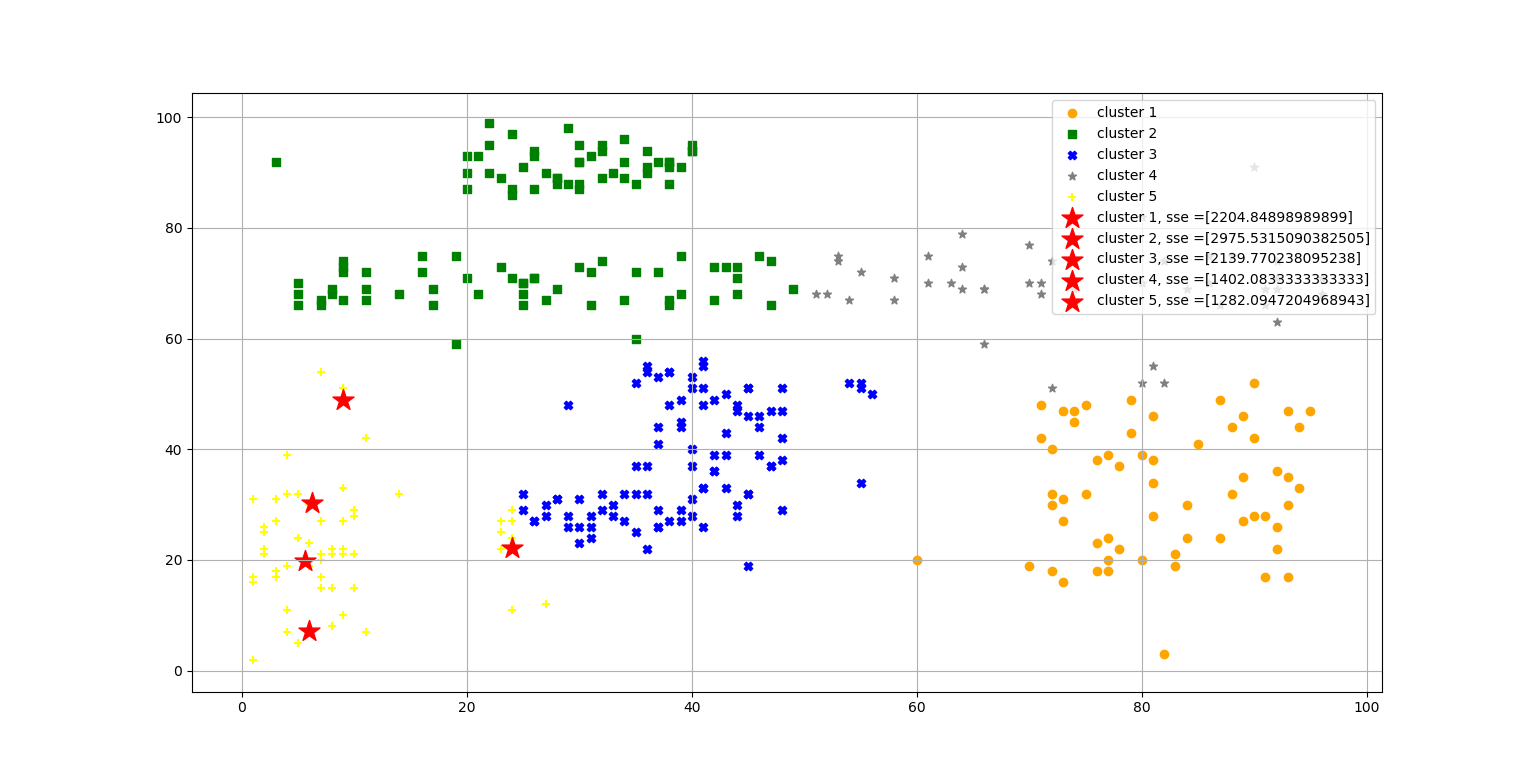 100
80
60
40
20
0
0 20 40 60 80 100
cluster 1
cluster 2
cluster 3
cluster 4
cluster 5
cluster 1, sse =[2204.84898989899]
cluster 2, sse =[2975.5315090382505]
cluster 3, sse =[2139.770238095238]
cluster 4, sse =[1402.0833333333333]
cluster 5, sse =[1282.0947204968943]